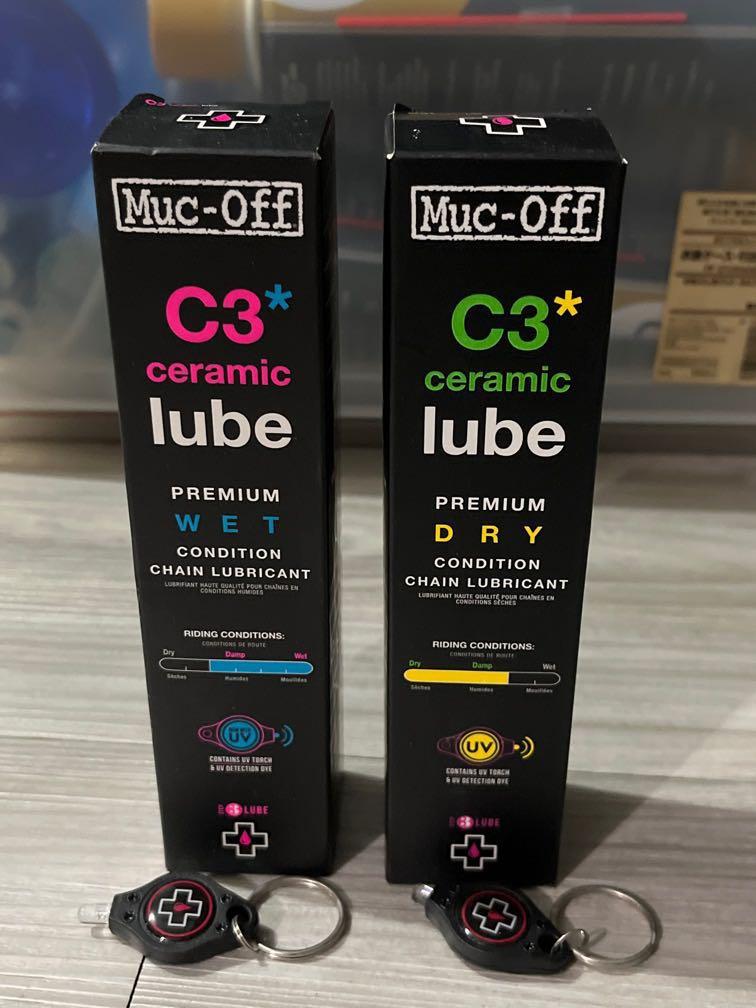 Muc-Off
C3*
ceramic
lube
PREMIUM
WET
CONDITION
CHAIN LUBRICANT
LUBRIFIANT HAUTE QUALITÉ POUR CHAÎNES EN
CONDITIONS HUMIDES
RIDING CONDITIONS:
CONDITIONS DE ROUTE
Dry Damp Wet
Sèches Humides Mouillées
UV
CONTAINS UV TORCH
& UV DETECTION DYE
LUBE
Muc-Off
C3*
ceramic
lube
PREMIUM
DRY
CONDITION
CHAIN LUBRICANT
LUBRIFIANT HAUTE QUALITÉ POUR CHAÎNES EN
CONDITIONS SÈCHES
RIDING CONDITIONS:
CONDITIONS DE ROUTE
Dry Damp Wet
Sèches Humides Mouillées
UV
CONTAINS UV TORCH
& UV DETECTION DYE
LUBE